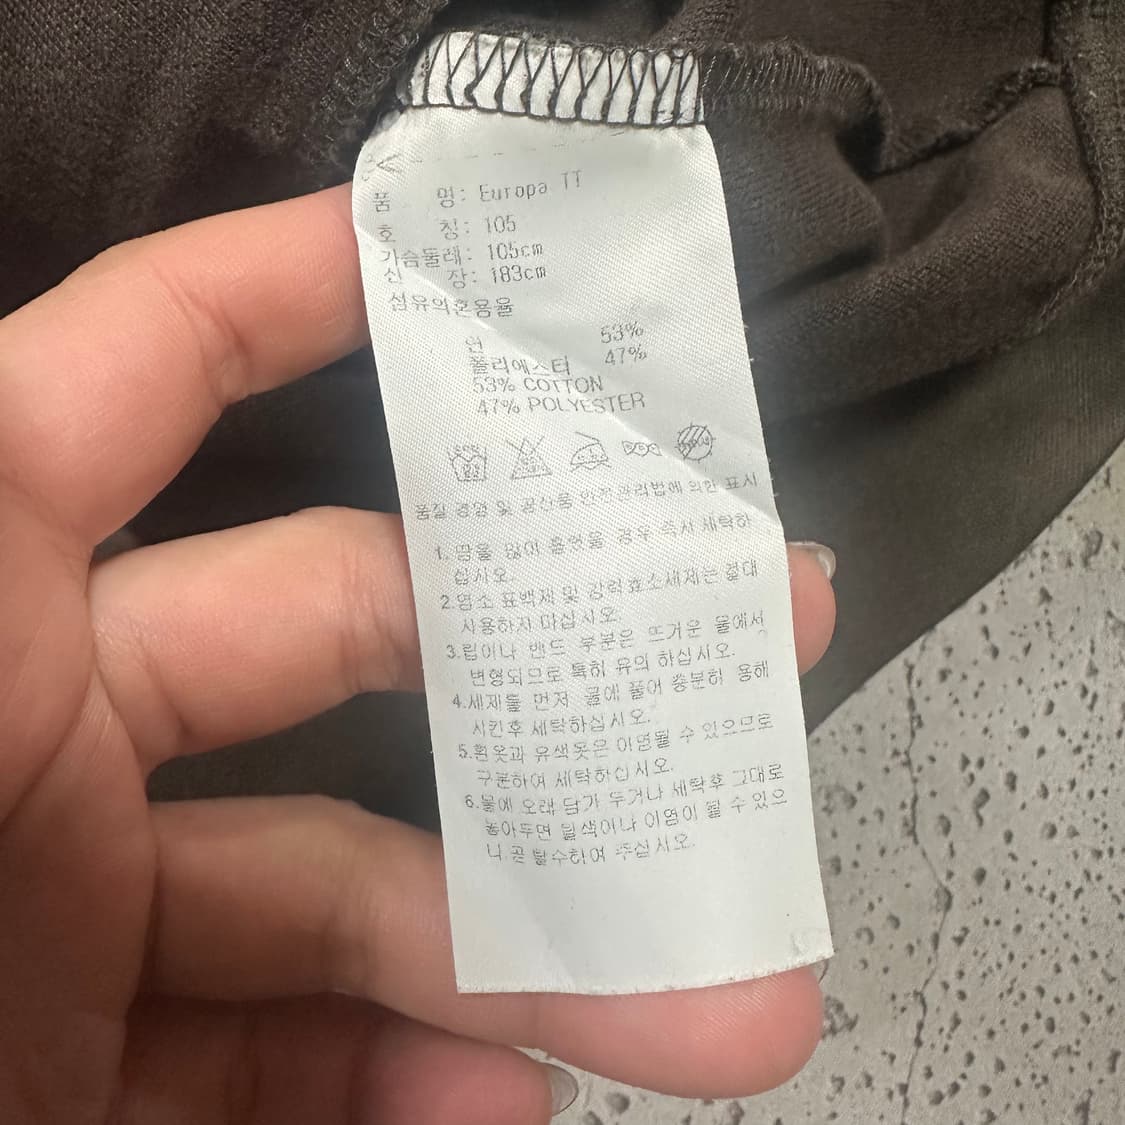 품 명: Europa TT
호 칭: 105
가슴둘레: 105cm
신 장: 183cm
섬유의혼용율
면 53%
폴리에스터 47%
53% COTTON
47% POLYESTER
품질 경영 및 공산품 안전관리법에 의한 표시
1.땀을 많이 흘렸을 경우 즉시 세탁하
십시오.
2.염소 표백제 및 강력효소세제는 절대
사용하지 마십시오.
3.립이나 밴드 부분은 뜨거운 물에서
변형되므로 특히 유의 하십시오.
4.세제를 먼저 물에 풀어 충분히 용해
시킨후 세탁하십시오.
5.흰옷과 유색옷은 이염될 수 있으므로
구분하여 세탁하십시오.
6.물에 오래 담가 두거나 세탁후 그대로
놓아두면 탈색이나 이염이 될 수 있으
니 곧 탈수하여 주십시오.